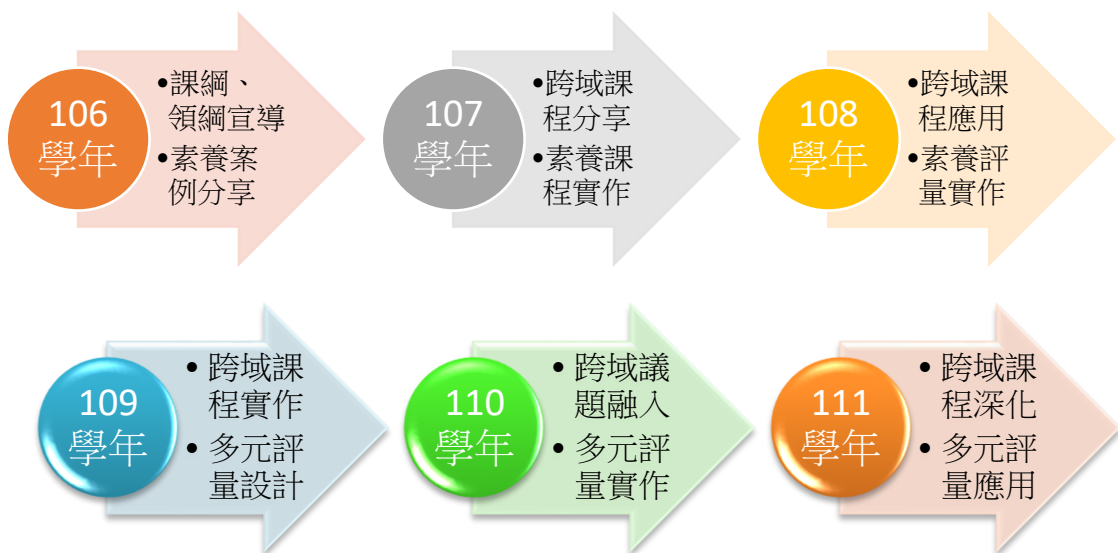 106
學年
•課綱、
領綱宣導
•素養案
例分享
107
學年
•跨域課
程分享
•素養課
程實作
108
學年
•跨域課
程應用
•素養評
量實作
109
學年
• 跨域課
程實作
• 多元評
量設計
110
學年
• 跨域議
題融入
• 多元評
量實作
111
學年
• 跨域課
程深化
• 多元評
量應用